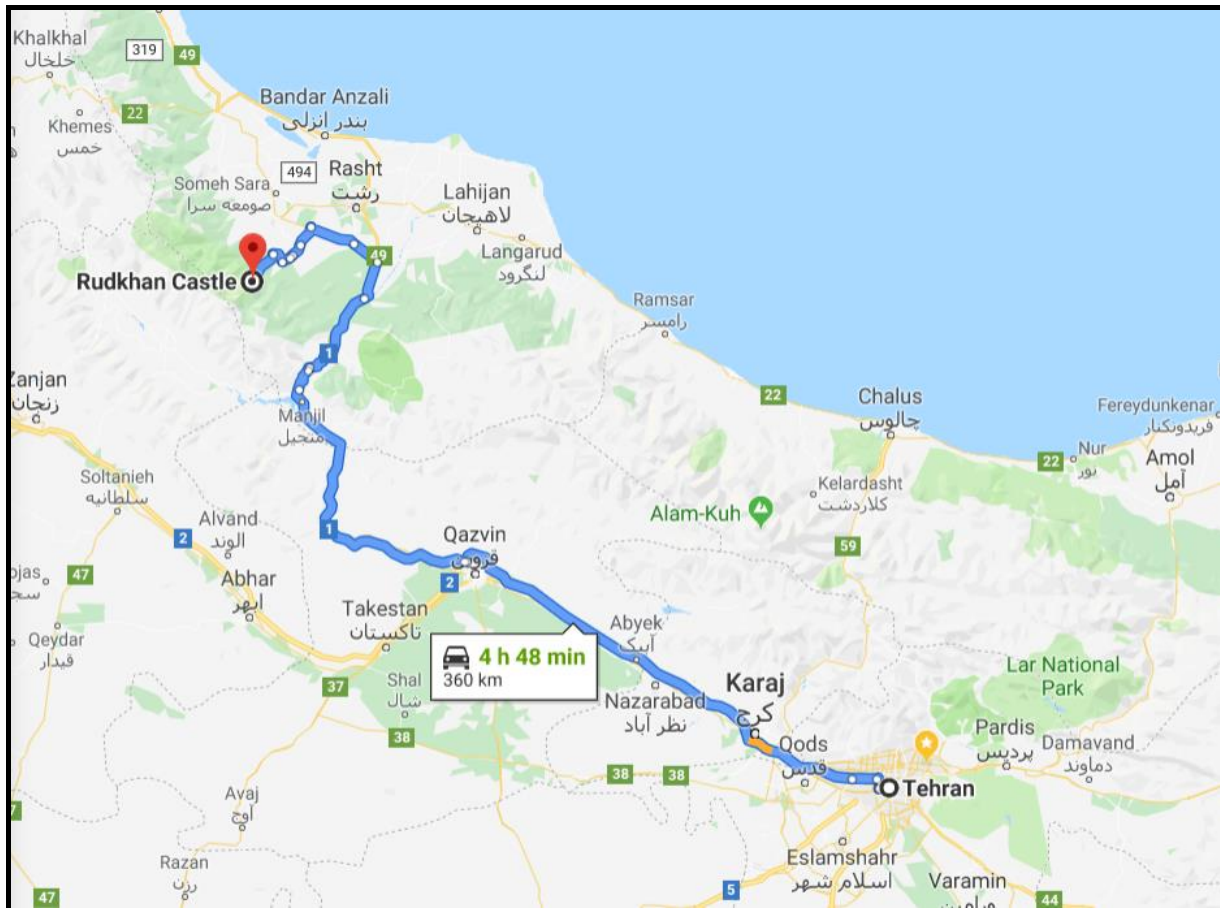 Khalkhal
خلخال
319
49
22
Khemes
خمس
Bandar Anzali
بندر انزلی
494
Rasht
رشت
Someh Sara
صومعه سرا
Lahijan
لاهیجان
Langarud
لنگرود
49
Rudkhan Castle
Ramsar
رامسر
1
Zanjan
زنجان
Manjil
منجیل
22
Chalus
چالوس
Fereydunkenar
فریدونکنار
22
Nur
نور
Amol
آمل
Soltanieh
سلطانیه
Kelardasht
کلاردشت
Alam-Kuh
Alvand
الوند
2
1
Qazvin
قزوین
59
47
ojas
Abhar
ابهر
2
Takestan
تاکستان
Abyek
آبیک
Qeydar
قیدار
4 h 48 min
360 km
Lar National
Park
37
Shal
شال
Karaj
کرج
Nazarabad
نظر آباد
38
Qods
قدس
Pardis
پردیس
Damavand
دماوند
38
38
Tehran
Avaj
آوج
Razan
رزن
Eslamshahr
اسلام شهر
47
5
Varamin
44